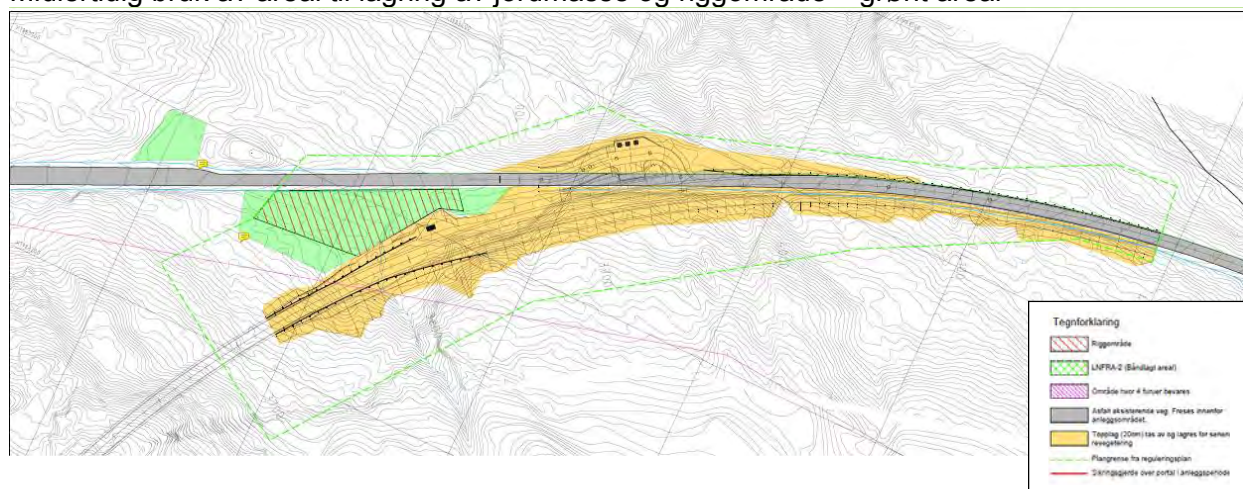 Midlertidig bruk av areal til lagring av jordmasse og riggområde – grønt areal
Tegnforklaring
Riggområde
LNFRA-2 (Båndlagt areal)
Område hvor 4 furuer bevares
Asfalt eksisterende veg. Freses innenfor
anleggsområdet.
Topplag (20cm) tas av og lagres for senere
revegetering
Plangrense fra reguleringsplan
Sikringsgjerde over portal i anleggsperiode